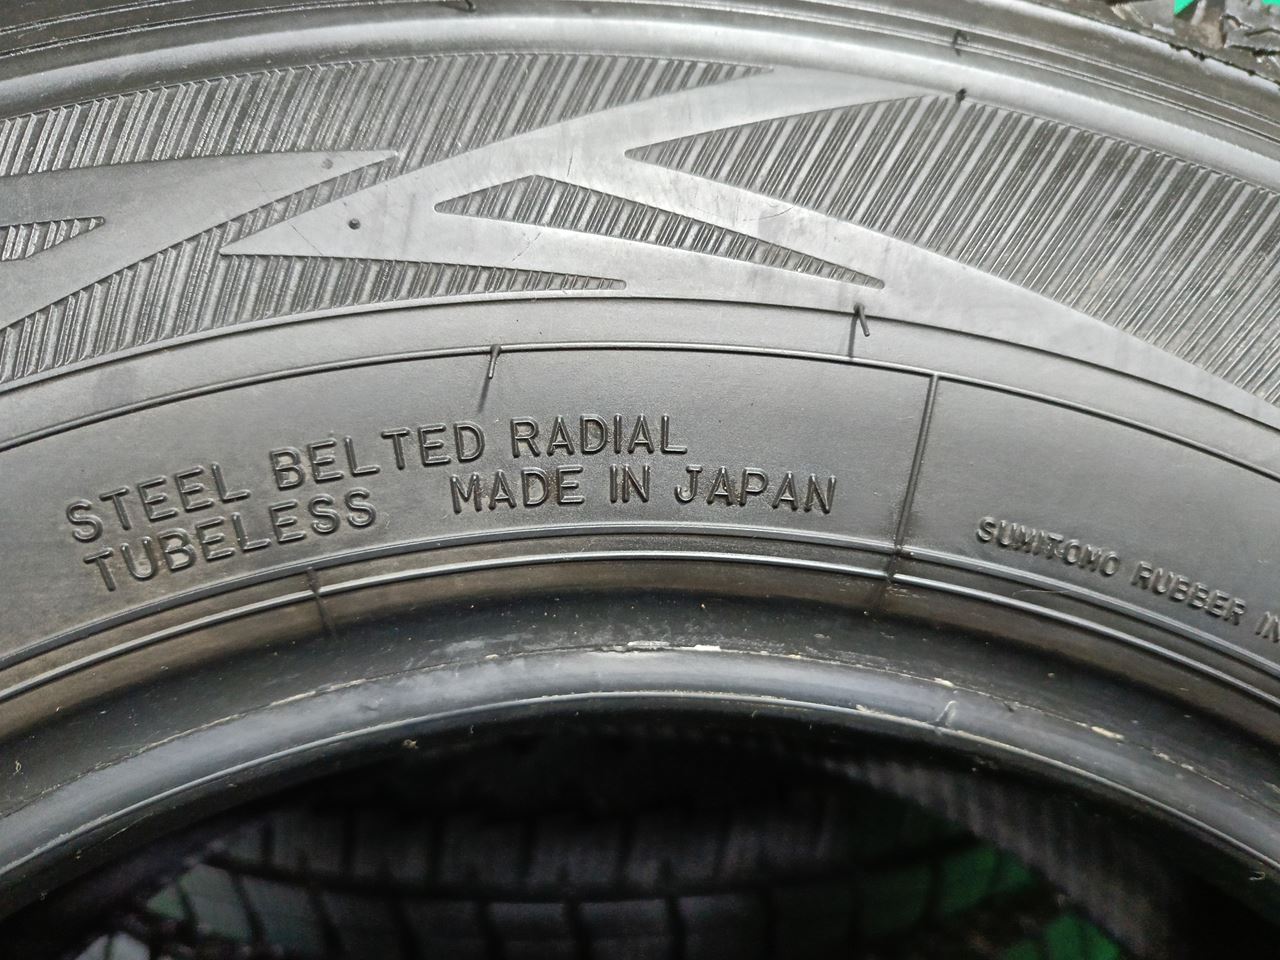 STEEL BELTED RADIAL
TUBELESS MADE IN JAPAN
SUMITOMO RUBBER